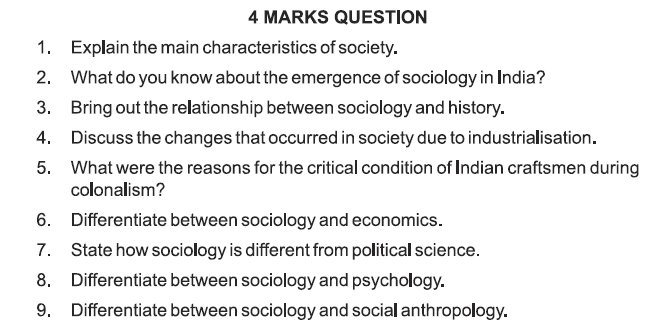 4 MARKS QUESTION
1. Explain the main characteristics of society.
2. What do you know about the emergence of sociology in India?
3. Bring out the relationship between sociology and history.
4. Discuss the changes that occurred in society due to industrialisation.
5. What were the reasons for the critical condition of Indian craftsmen during
colonalism?
6. Differentiate between sociology and economics.
7. State how sociology is different from political science.
8. Differentiate between sociology and psychology.
9. Differentiate between sociology and social anthropology.